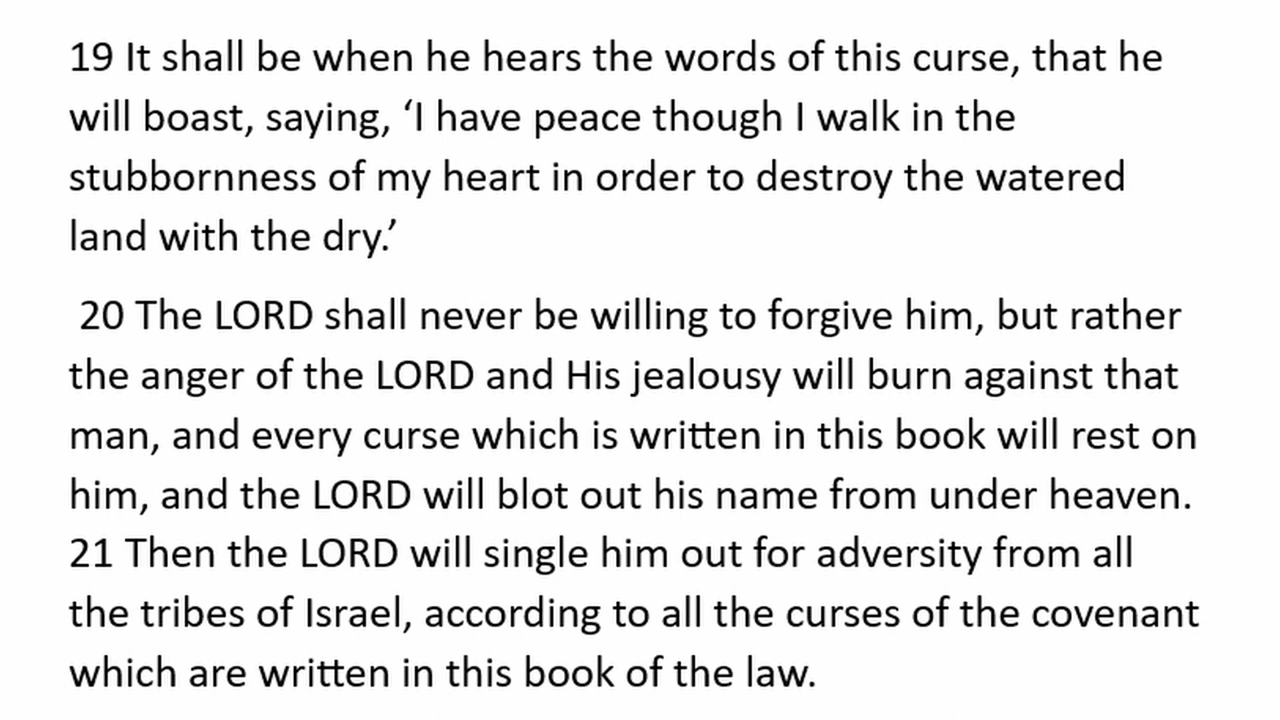 19 It shall be when he hears the words of this curse, that he
will boast, saying, ‘I have peace though I walk in the
stubbornness of my heart in order to destroy the watered
land with the dry.’
20 The LORD shall never be willing to forgive him, but rather
the anger of the LORD and His jealousy will burn against that
man, and every curse which is written in this book will rest on
him, and the LORD will blot out his name from under heaven.
21 Then the LORD will single him out for adversity from all
the tribes of Israel, according to all the curses of the covenant
which are written in this book of the law.